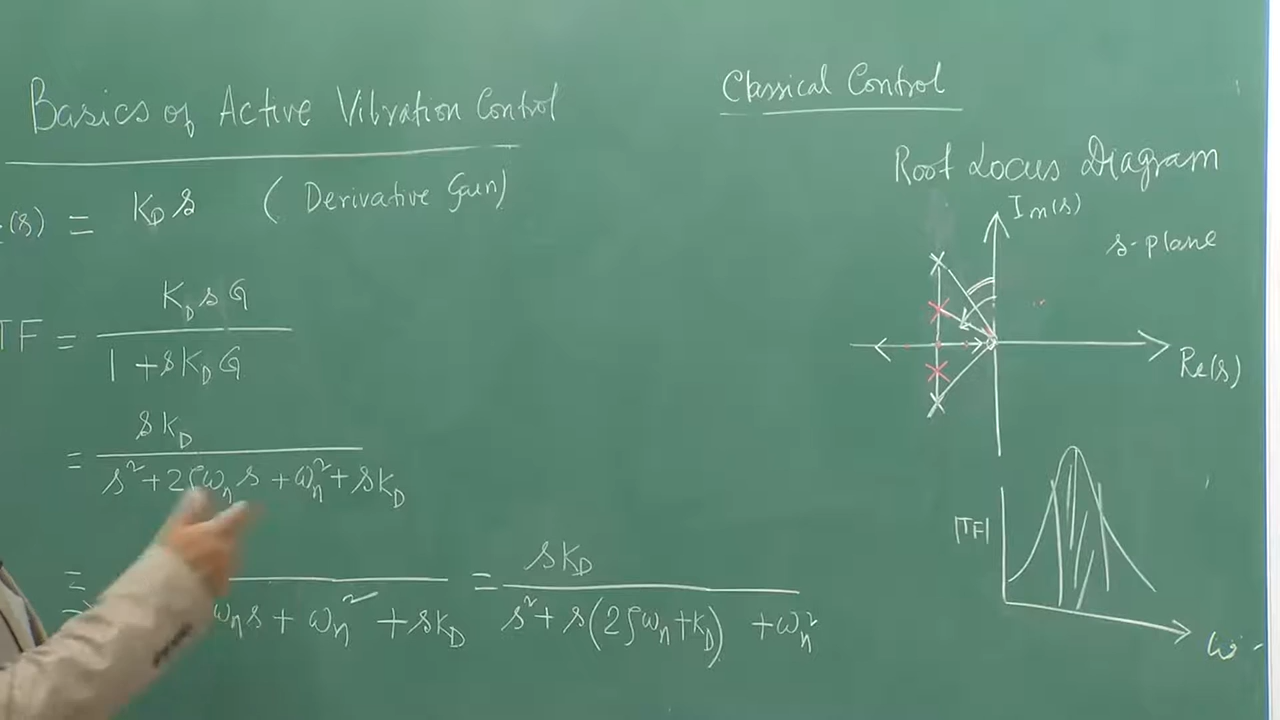 Basics of Active Vibration Control
(s) = K_D s (Derivative Gain)
TF = K_D s G / 1 + s K_D G
= s K_D / s² + 2ζω_n s + ω_n² + s K_D
= ω_n s + ω_n² + s K_D = s K_D / s² + s(2ζω_n + K_D) + ω_n²
Classical Control
Root Locus Diagram
Im(s)
s-plane
Re(s)
|TF|
ω